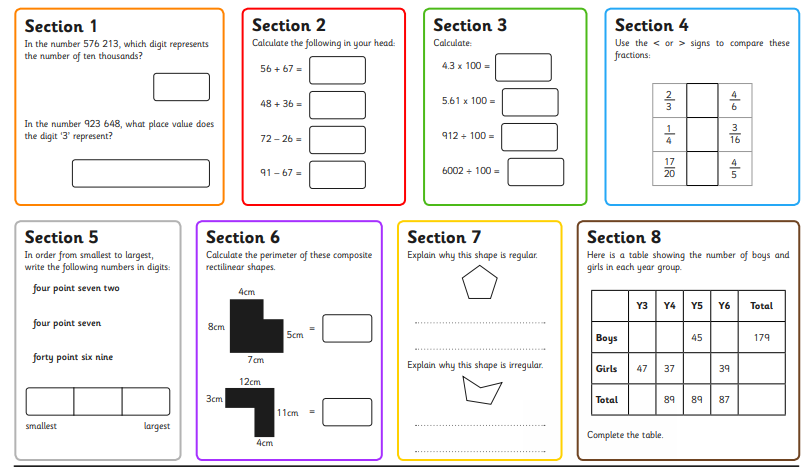 Section 1
In the number 576 213, which digit represents
the number of ten thousands?
In the number 923 648, what place value does
the digit ‘3’ represent?
Section 2
Calculate the following in your head:
56 + 67 =
48 + 36 =
72 – 26 =
91 – 67 =
Section 3
Calculate:
4.3 x 100 =
5.61 x 100 =
912 ÷ 100 =
6002 ÷ 100 =
Section 4
Use the < or > signs to compare these
fractions:
2/3 4/6
1/4 3/16
17/20 4/5
Section 5
In order from smallest to largest,
write the following numbers in digits:
four point seven two
four point seven
forty point six nine
smallest largest
Section 6
Calculate the perimeter of these composite
rectilinear shapes.
4cm
8cm
5cm =
7cm
12cm
3cm
11cm =
4cm
Section 7
Explain why this shape is regular.
Explain why this shape is irregular.
Section 8
Here is a table showing the number of boys and
girls in each year group.
Y3 Y4 Y5 Y6 Total
Boys 45 179
Girls 47 37 39
Total 89 89 87
Complete the table.